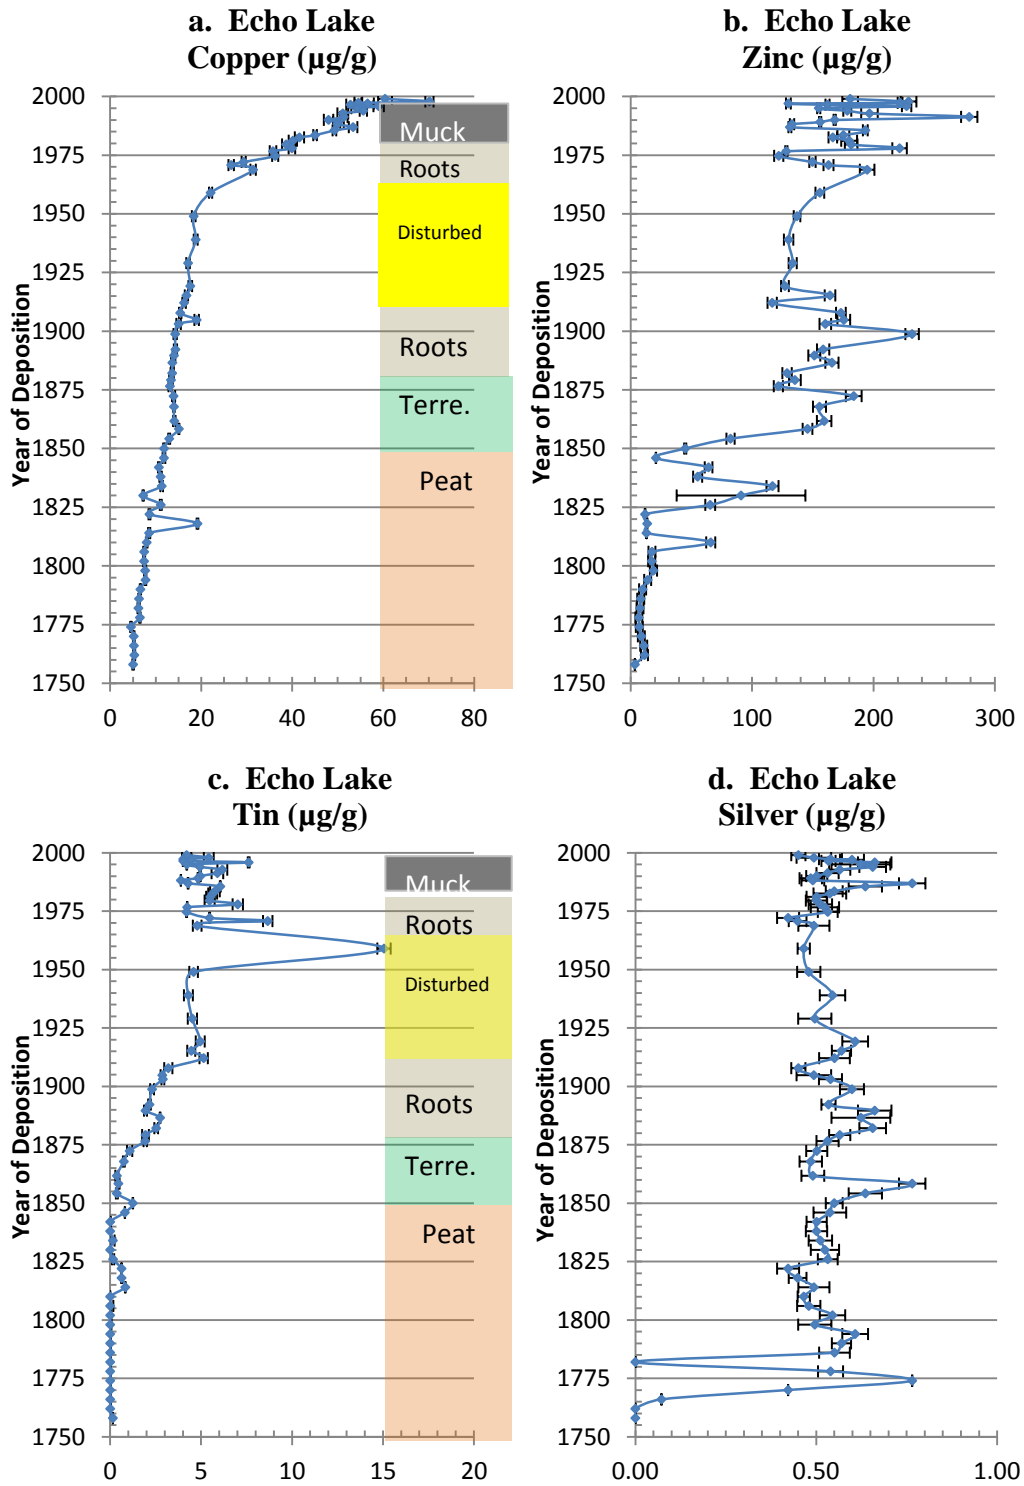 a. Echo Lake
Copper (µg/g)
b. Echo Lake
Zinc (µg/g)
Year of Deposition
2000
1975
1950
1925
1900
1875
1850
1825
1800
1775
1750
0 20 40 60 80
Muck
Roots
Disturbed
Roots
Terre.
Peat
Year of Deposition
2000
1975
1950
1925
1900
1875
1850
1825
1800
1775
1750
0 100 200 300
c. Echo Lake
Tin (µg/g)
d. Echo Lake
Silver (µg/g)
Year of Deposition
2000
1975
1950
1925
1900
1875
1850
1825
1800
1775
1750
0 5 10 15 20
Muck
Roots
Disturbed
Roots
Terre.
Peat
Year of Deposition
2000
1975
1950
1925
1900
1875
1850
1825
1800
1775
1750
0.00 0.50 1.00